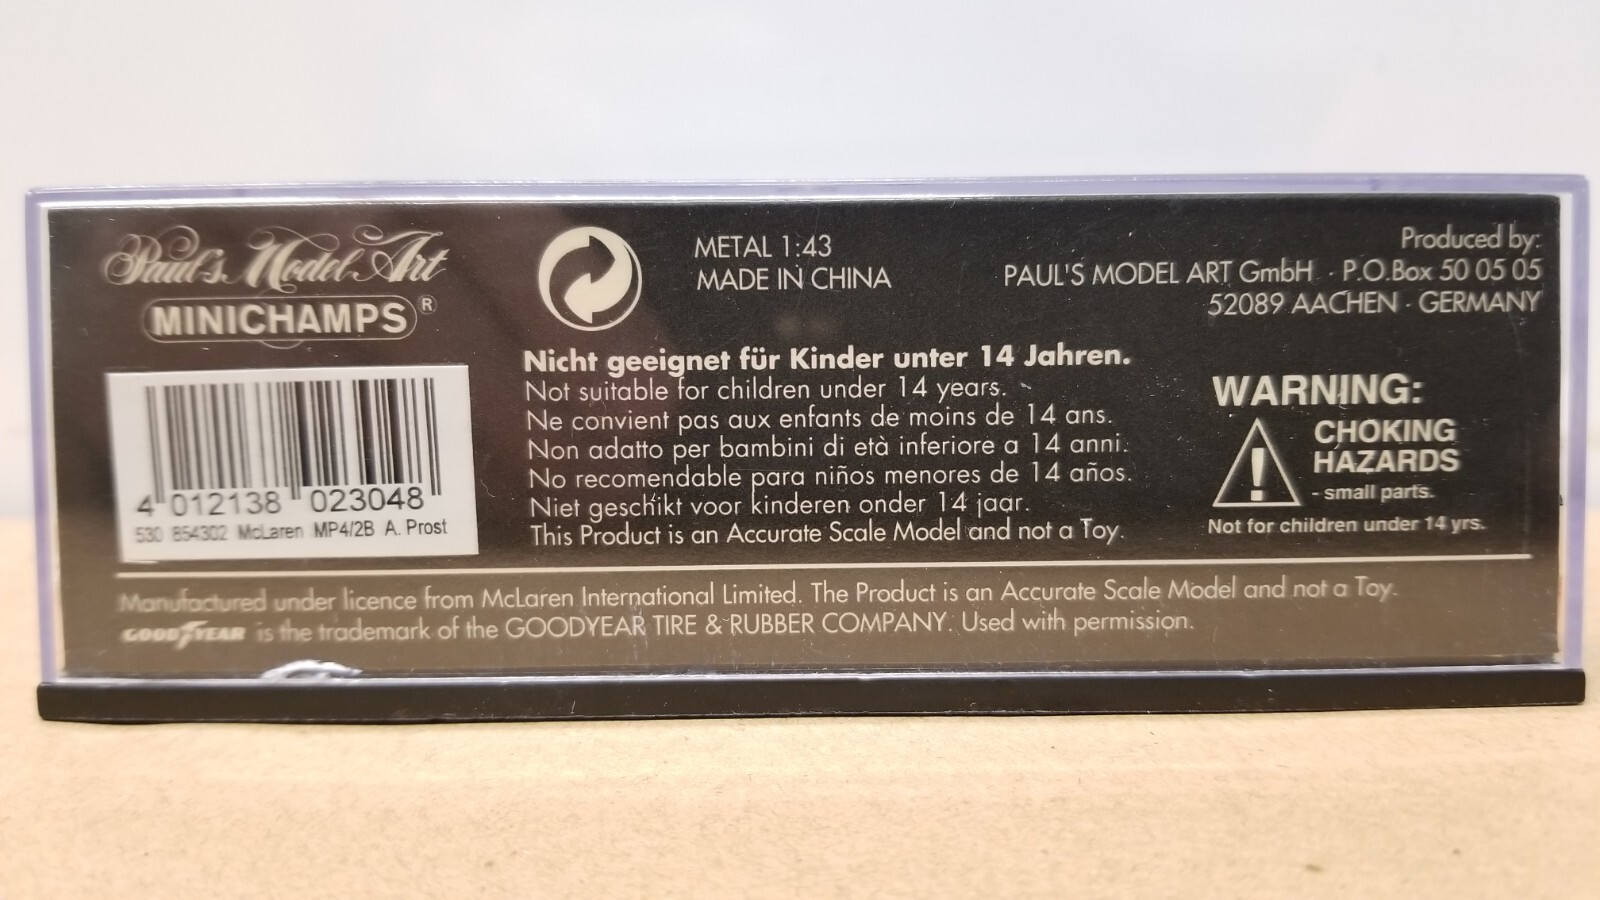 Paul's Model Art
MINICHAMPS®
4 012138 023048
530 854302 McLaren MP4/2B A. Prost
METAL 1:43
MADE IN CHINA
Produced by:
PAUL'S MODEL ART GmbH · P.O.Box 50 05 05
52089 AACHEN · GERMANY
Nicht geeignet für Kinder unter 14 Jahren.
Not suitable for children under 14 years.
Ne convient pas aux enfants de moins de 14 ans.
Non adatto per bambini di età inferiore a 14 anni.
No recomendable para niños menores de 14 años.
Niet geschikt voor kinderen onder 14 jaar.
This Product is an Accurate Scale Model and not a Toy.
WARNING:
CHOKING
HAZARDS
- small parts.
Not for children under 14 yrs.
Manufactured under licence from McLaren International Limited. The Product is an Accurate Scale Model and not a Toy.
GOODYEAR is the trademark of the GOODYEAR TIRE & RUBBER COMPANY. Used with permission.